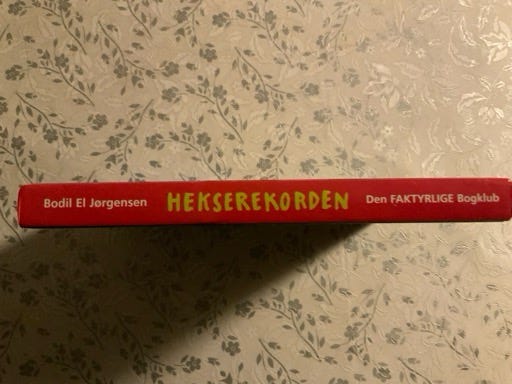 Bodil El Jørgensen HEKSEREKORDEN Den FAKTYRLIGE Bogklub